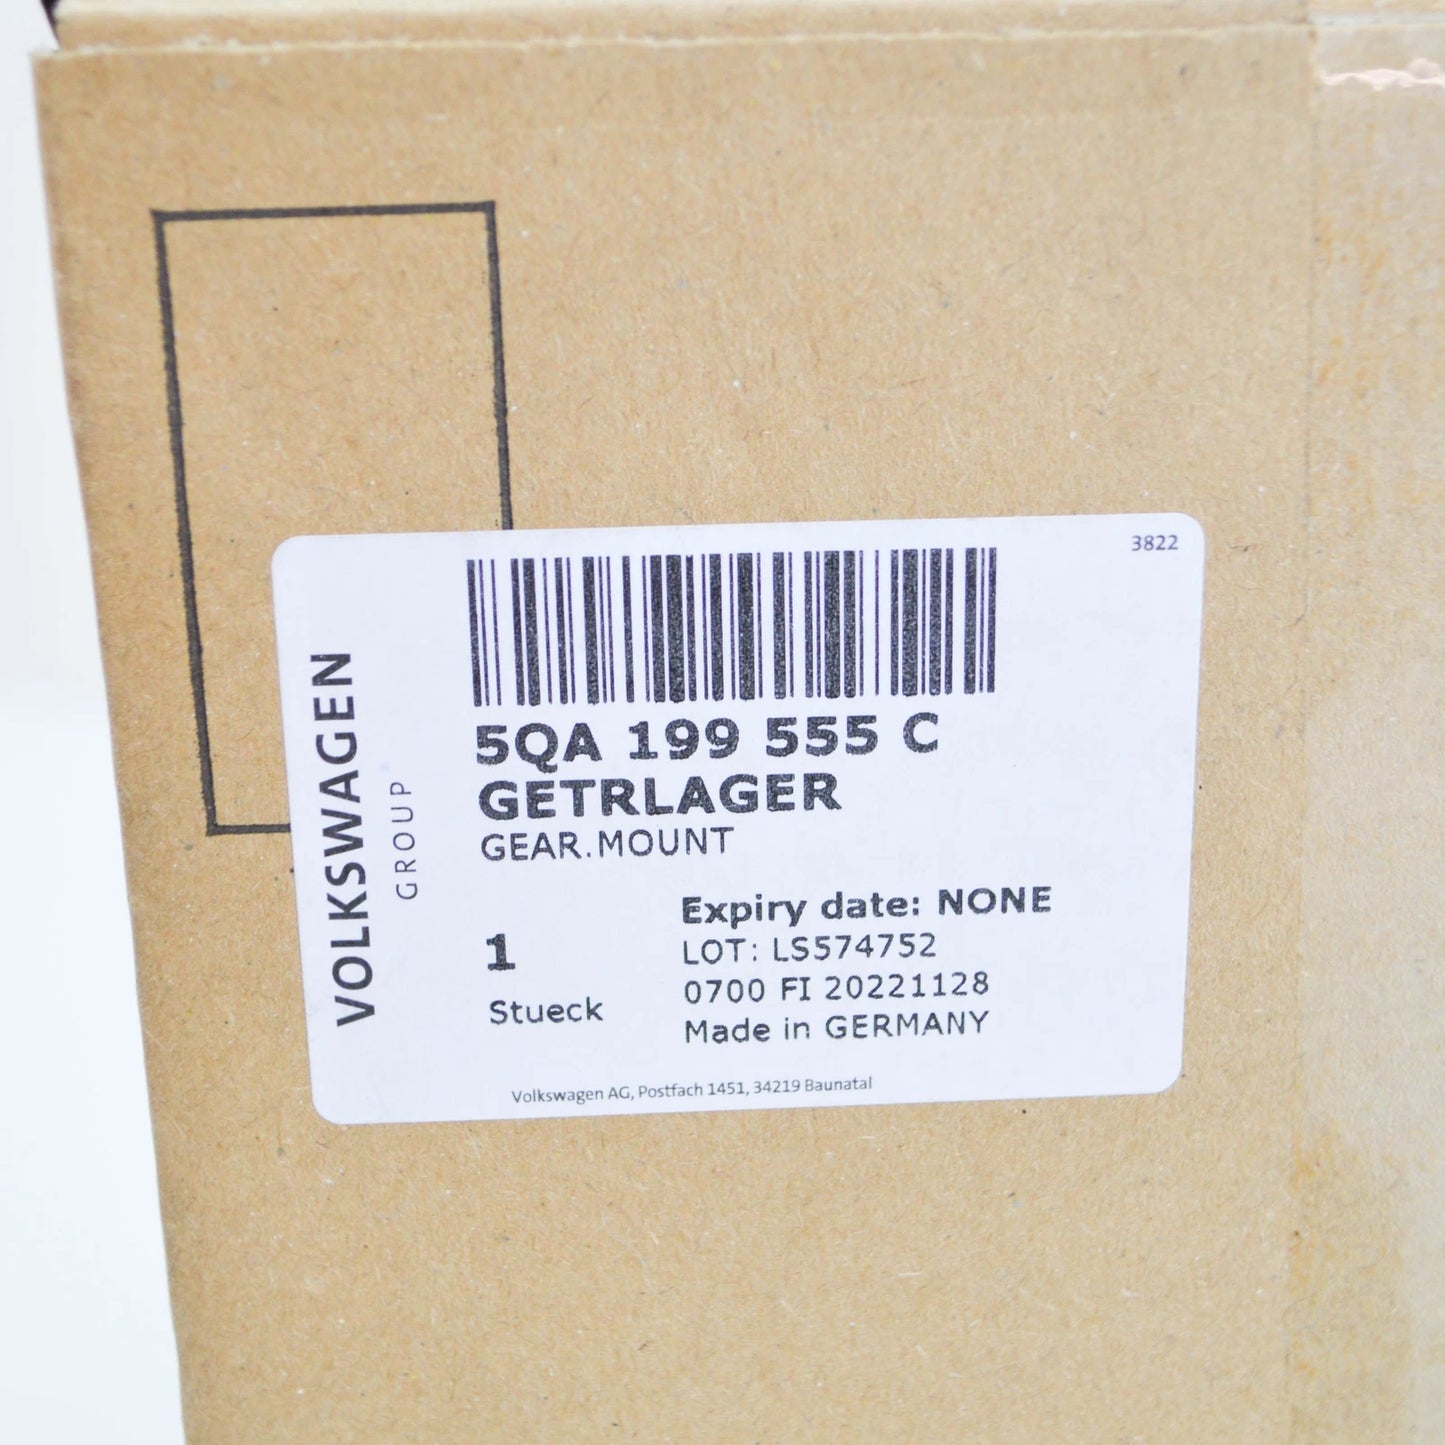 3822
VOLKSWAGEN
GROUP
5QA 199 555 C
GETRLAGER
GEAR.MOUNT
1
Stueck
Expiry date: NONE
LOT: LS574752
0700 FI 20221128
Made in GERMANY
Volkswagen AG, Postfach 1451, 34219 Baunatal